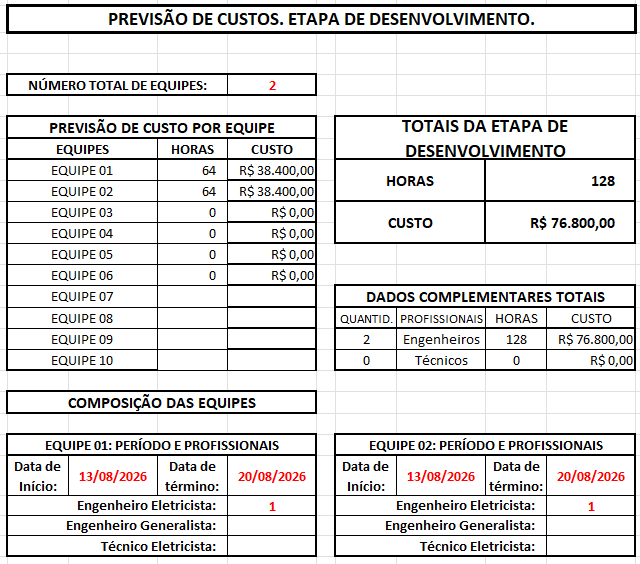 PREVISÃO DE CUSTOS. ETAPA DE DESENVOLVIMENTO.
NÚMERO TOTAL DE EQUIPES: 2
PREVISÃO DE CUSTO POR EQUIPE
EQUIPES HORAS CUSTO
EQUIPE 01 64 R$ 38.400,00
EQUIPE 02 64 R$ 38.400,00
EQUIPE 03 0 R$ 0,00
EQUIPE 04 0 R$ 0,00
EQUIPE 05 0 R$ 0,00
EQUIPE 06 0 R$ 0,00
EQUIPE 07
EQUIPE 08
EQUIPE 09
EQUIPE 10
TOTAIS DA ETAPA DE
DESENVOLVIMENTO
HORAS 128
CUSTO R$ 76.800,00
DADOS COMPLEMENTARES TOTAIS
QUANTID. PROFISSIONAIS HORAS CUSTO
2 Engenheiros 128 R$ 76.800,00
0 Técnicos 0 R$ 0,00
COMPOSIÇÃO DAS EQUIPES
EQUIPE 01: PERÍODO E PROFISSIONAIS
Data de Início: 13/08/2026 Data de término: 20/08/2026
Engenheiro Eletricista: 1
Engenheiro Generalista:
Técnico Eletricista:
EQUIPE 02: PERÍODO E PROFISSIONAIS
Data de Início: 13/08/2026 Data de término: 20/08/2026
Engenheiro Eletricista: 1
Engenheiro Generalista:
Técnico Eletricista: